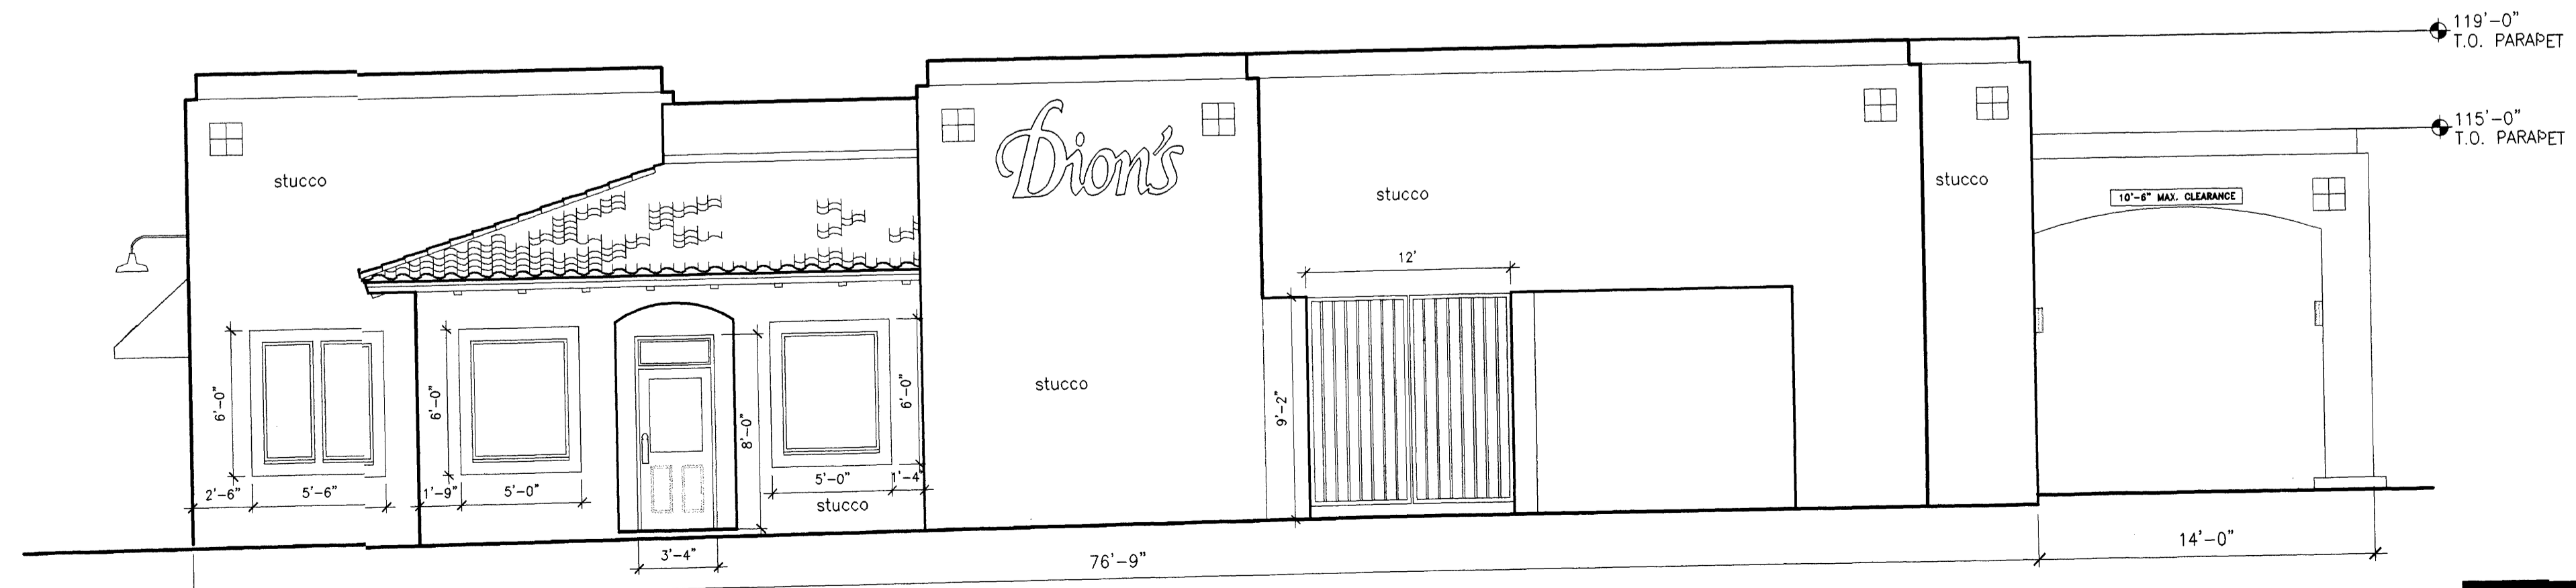 119'-0"
T.O. PARAPET
115'-0"
T.O. PARAPET
Dion's
stucco
stucco
stucco
10'-6" MAX. CLEARANCE
12'
stucco
6'-0"
6'-0"
8'-0"
6'-0"
9'-2"
2'-6"
5'-6"
1'-9"
5'-0"
5'-0"
1'-4"
stucco
3'-4"
76'-9"
14'-0"